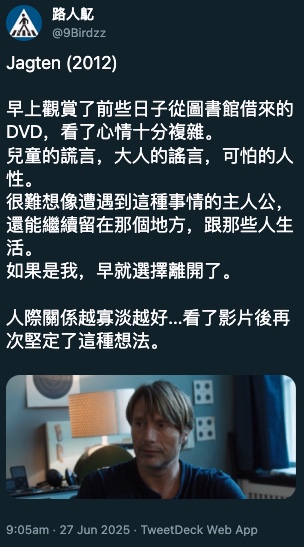 路人乪
@9Birdzz
Jagten (2012)
早上觀賞了前些日子從圖書館借來的
DVD，看了心情十分複雜。
兒童的謊言，大人的謠言，可怕的人
性。
很難想像遭遇到這種事情的主人公，
還能繼續留在那個地方，跟那些人生
活。
如果是我，早就選擇離開了。
人際關係越寡淡越好...看了影片後再
次堅定了這種想法。
9:05am · 27 Jun 2025 · TweetDeck Web App